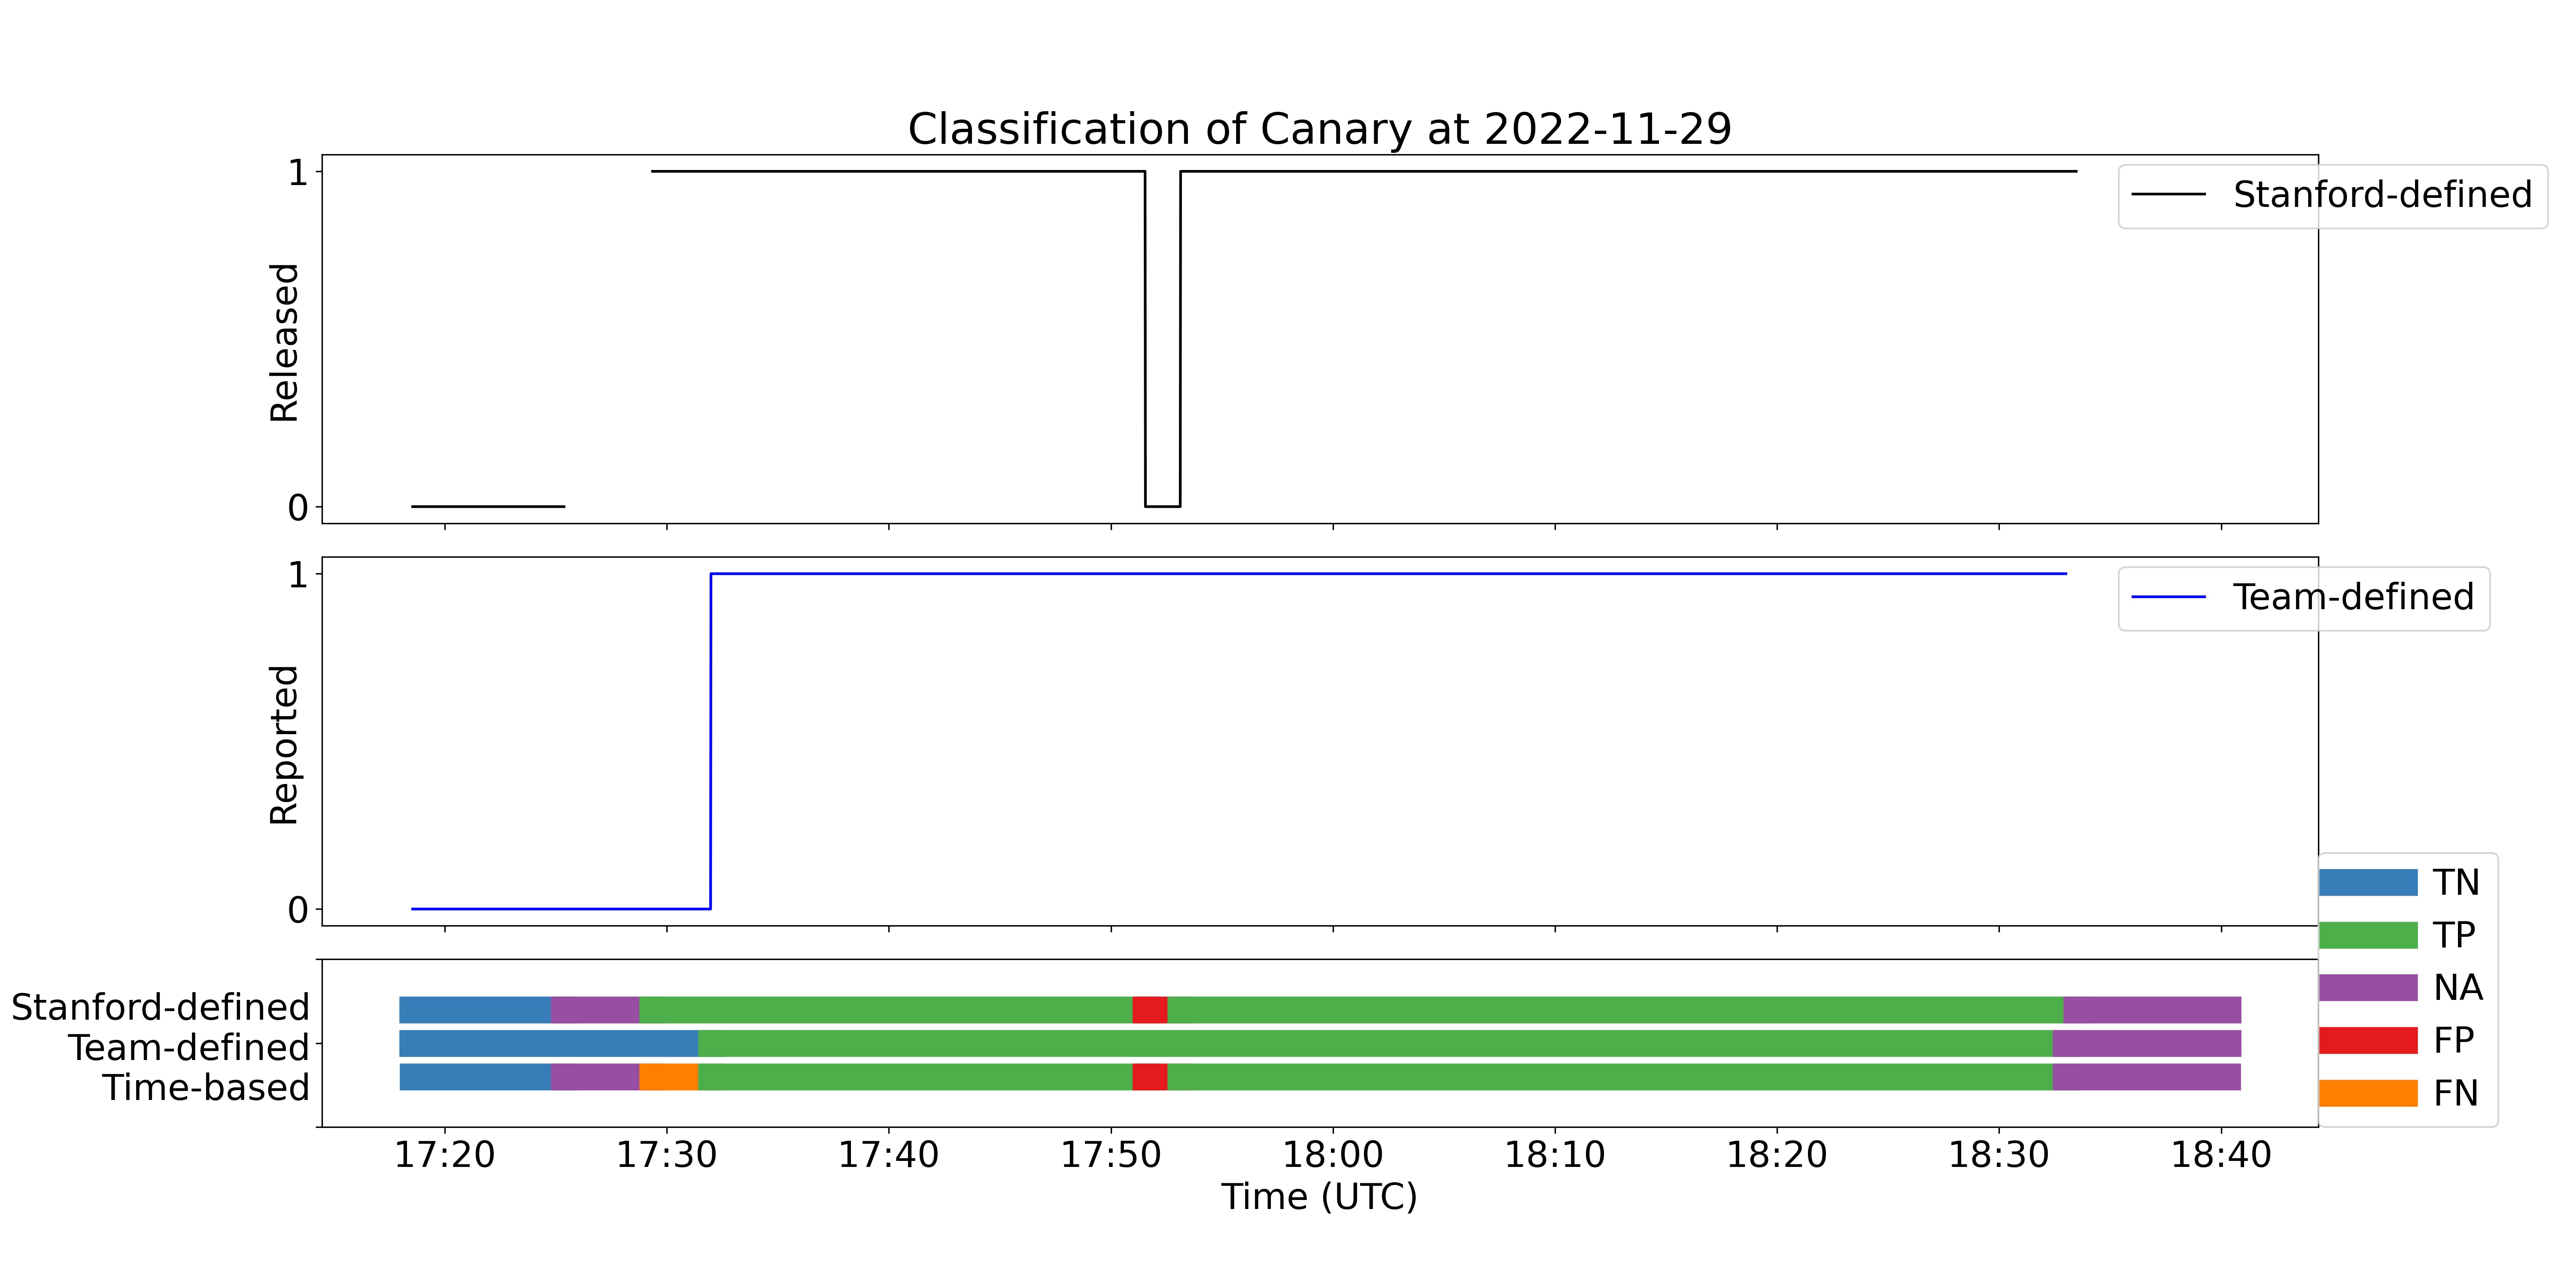 Classification of Canary at 2022-11-29
1
Released
0
Stanford-defined
1
Reported
0
Team-defined
TN
TP
NA
FP
FN
Stanford-defined
Team-defined
Time-based
17:20 17:30 17:40 17:50 18:00 18:10 18:20 18:30 18:40
Time (UTC)